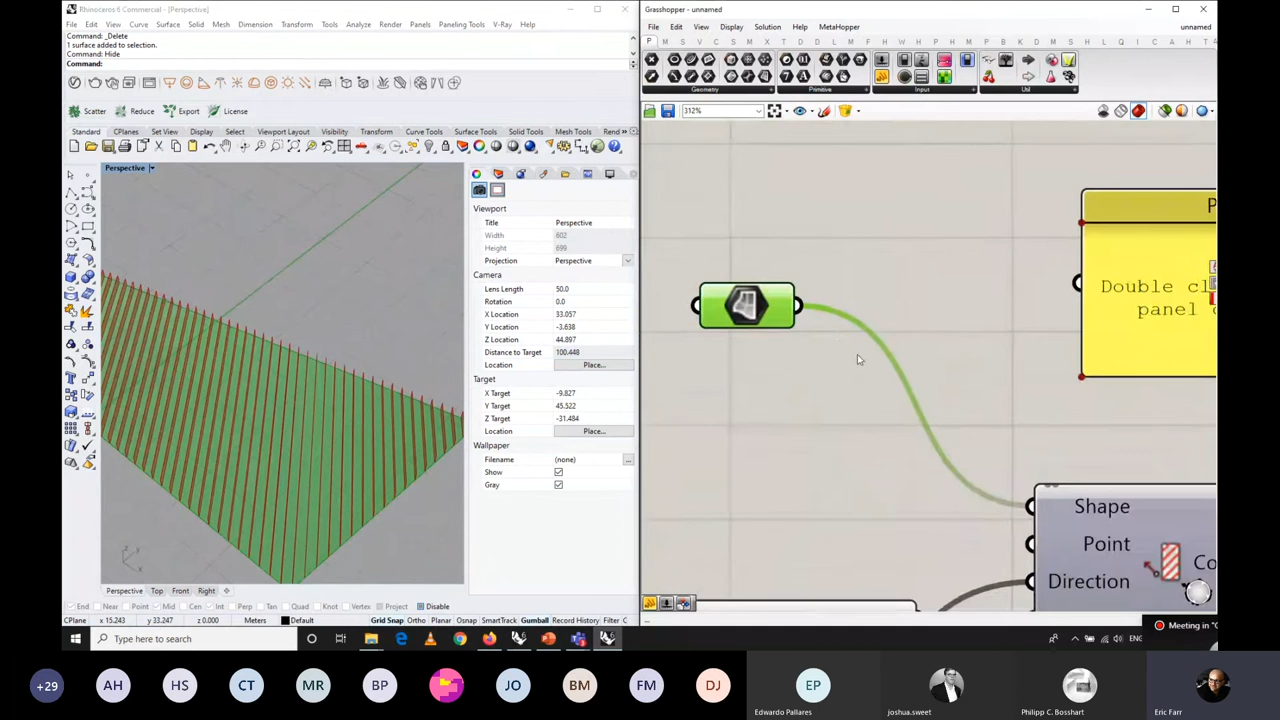 Rhinoceros 6 Commercial - [Perspective]
File Edit View Curve Surface Solid Mesh Dimension Transform Tools Analyze Render Panels Paneling Tools V-Ray Help
Command: _Delete
1 surface added to selection.
Command: Hide
Command:
Scatter Reduce Export License
Standard CPlanes Set View Display Select Viewport Layout Visibility Transform Curve Tools Surface Tools Solid Tools Mesh Tools Rend »
Perspective
Viewport
Title Perspective
Width 602
Height 699
Projection Perspective
Camera
Lens Length 50.0
Rotation 0.0
X Location 33.057
Y Location -3.638
Z Location 44.897
Distance to Target 100.448
Location Place...
Target
X Target -9.827
Y Target 45.522
Z Target -31.484
Location Place...
Wallpaper
Filename (none) ...
Show
Gray
z y x
Perspective Top Front Right
End Near Point Mid Cen Int Perp Tan Quad Knot Vertex Project Disable
CPlane x 15.243 y 33.247 z 0.000 Meters Default Grid Snap Ortho Planar Osnap SmartTrack Gumball Record History Filter C
Grasshopper - unnamed
File Edit View Display Solution Help MetaHopper unnamed
P M S V C S M X T D D L M F H W L H H F H F K D M E P T H L S N B T C S
Geometry Primitive Input Util
312%
P
Double cl
panel
Shape
Point
Direction
Co
Meeting in "G
Type here to search
ENG
+29 AH HS CT MR BP JO BM FM DJ EP
Edwardo Pallares joshua.sweet Philipp C. Bosshart Eric Farr